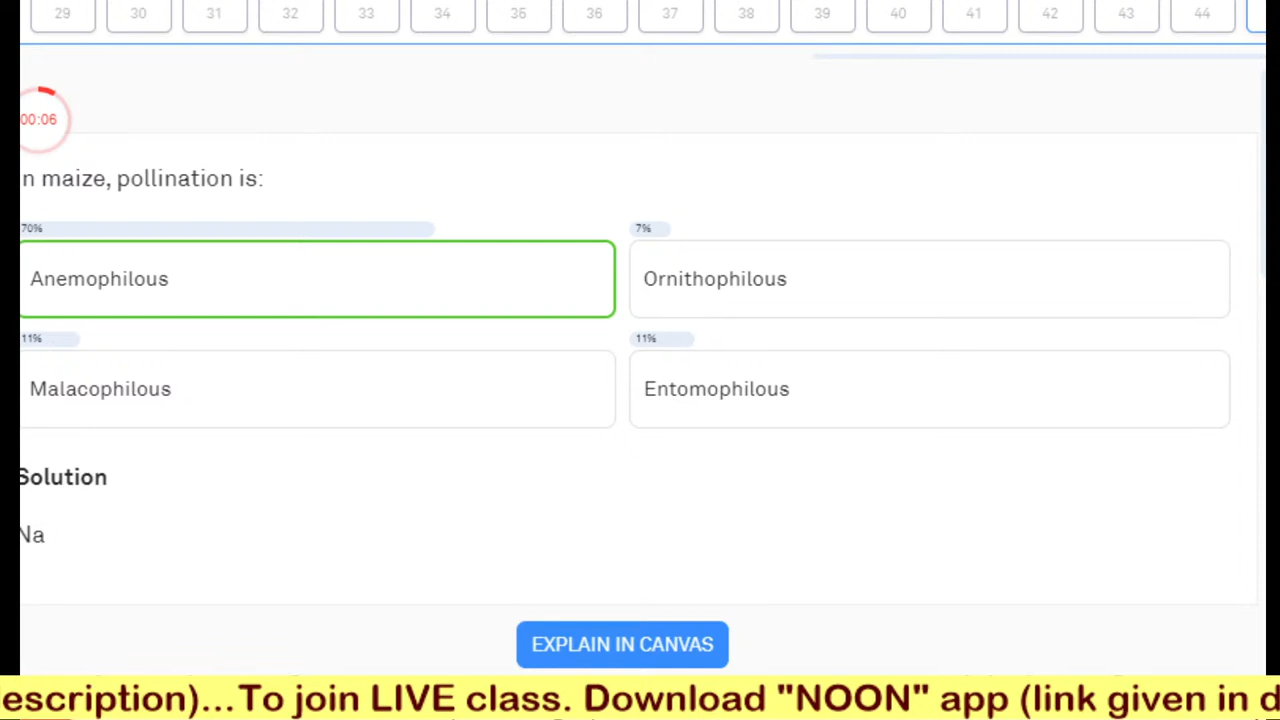 29 30 31 32 33 34 35 36 37 38 39 40 41 42 43 44
00:06
n maize, pollination is:
70% 7%
Anemophilous Ornithophilous
11% 11%
Malacophilous Entomophilous
Solution
Na
EXPLAIN IN CANVAS
escription)...To join LIVE class. Download "NOON" app (link given in d